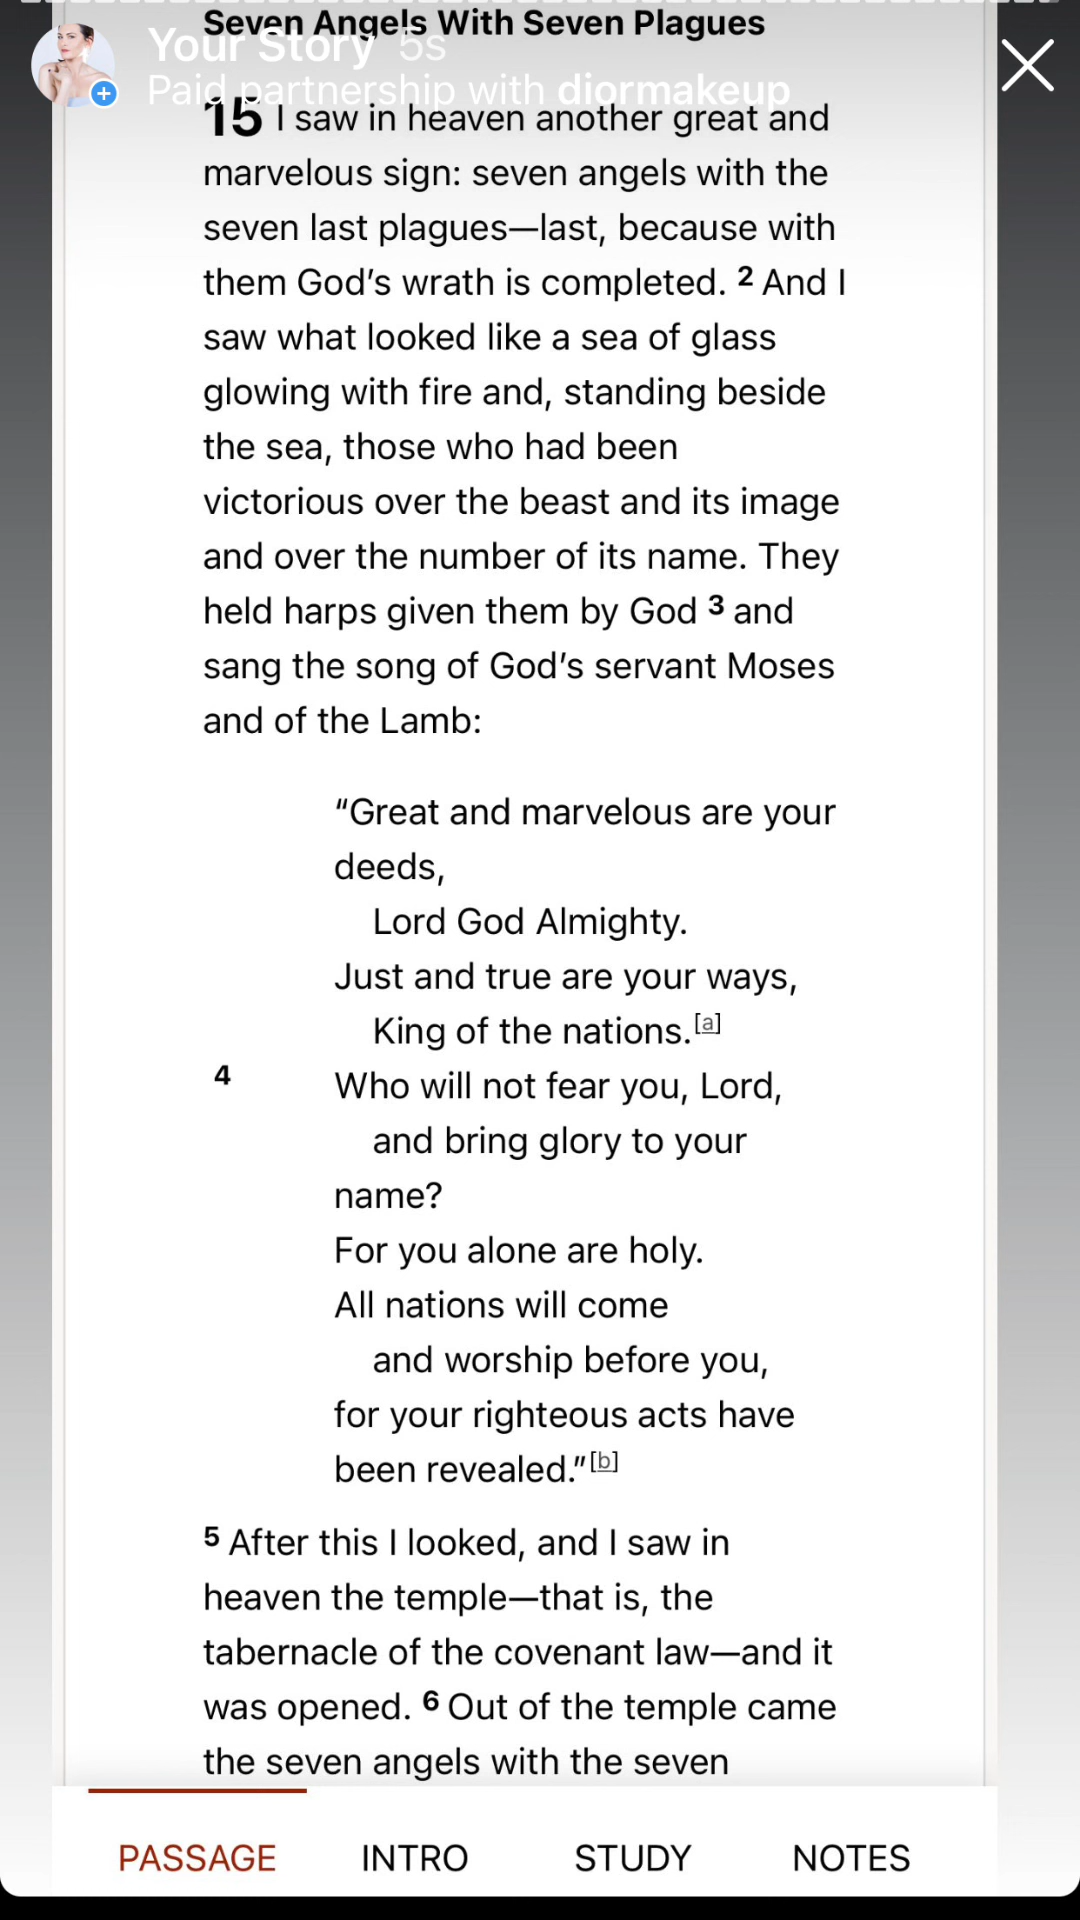 Seven Angels With Seven Plagues
Your Story 5s
Paid partnership with diormakeup
15 I saw in heaven another great and
marvelous sign: seven angels with the
seven last plagues—last, because with
them God’s wrath is completed. 2 And I
saw what looked like a sea of glass
glowing with fire and, standing beside
the sea, those who had been
victorious over the beast and its image
and over the number of its name. They
held harps given them by God 3 and
sang the song of God’s servant Moses
and of the Lamb:
“Great and marvelous are your
deeds,
Lord God Almighty.
Just and true are your ways,
King of the nations.[a]
4 Who will not fear you, Lord,
and bring glory to your
name?
For you alone are holy.
All nations will come
and worship before you,
for your righteous acts have
been revealed.”[b]
5 After this I looked, and I saw in
heaven the temple—that is, the
tabernacle of the covenant law—and it
was opened. 6 Out of the temple came
the seven angels with the seven
PASSAGE INTRO STUDY NOTES